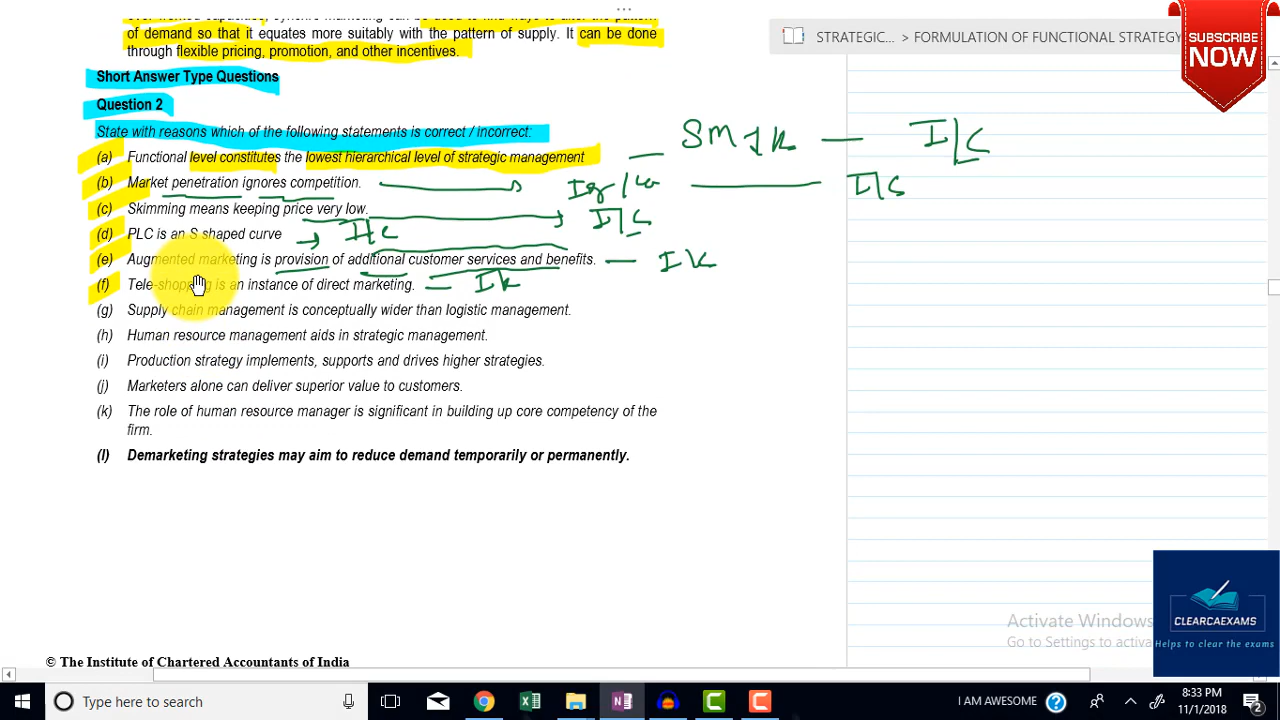 of demand so that it equates more suitably with the pattern of supply. It can be done
through flexible pricing, promotion, and other incentives.
Short Answer Type Questions
Question 2
State with reasons which of the following statements is correct / incorrect:
(a) Functional level constitutes the lowest hierarchical level of strategic management
(b) Market penetration ignores competition.
(c) Skimming means keeping price very low.
(d) PLC is an S shaped curve
(e) Augmented marketing is provision of additional customer services and benefits.
(f) Tele-shopping is an instance of direct marketing.
(g) Supply chain management is conceptually wider than logistic management.
(h) Human resource management aids in strategic management.
(i) Production strategy implements, supports and drives higher strategies.
(j) Marketers alone can deliver superior value to customers.
(k) The role of human resource manager is significant in building up core competency of the
firm.
(l) Demarketing strategies may aim to reduce demand temporarily or permanently.
© The Institute of Chartered Accountants of India
STRATEGIC... > FORMULATION OF FUNCTIONAL STRATEGY
SUBSCRIBE
NOW
I/C
I/C
Activate Windows
Go to Settings to activa
CLEARCAEXAMS
Helps to clear the exams
Type here to search
I AM AWESOME
8:33 PM
11/1/2018
2